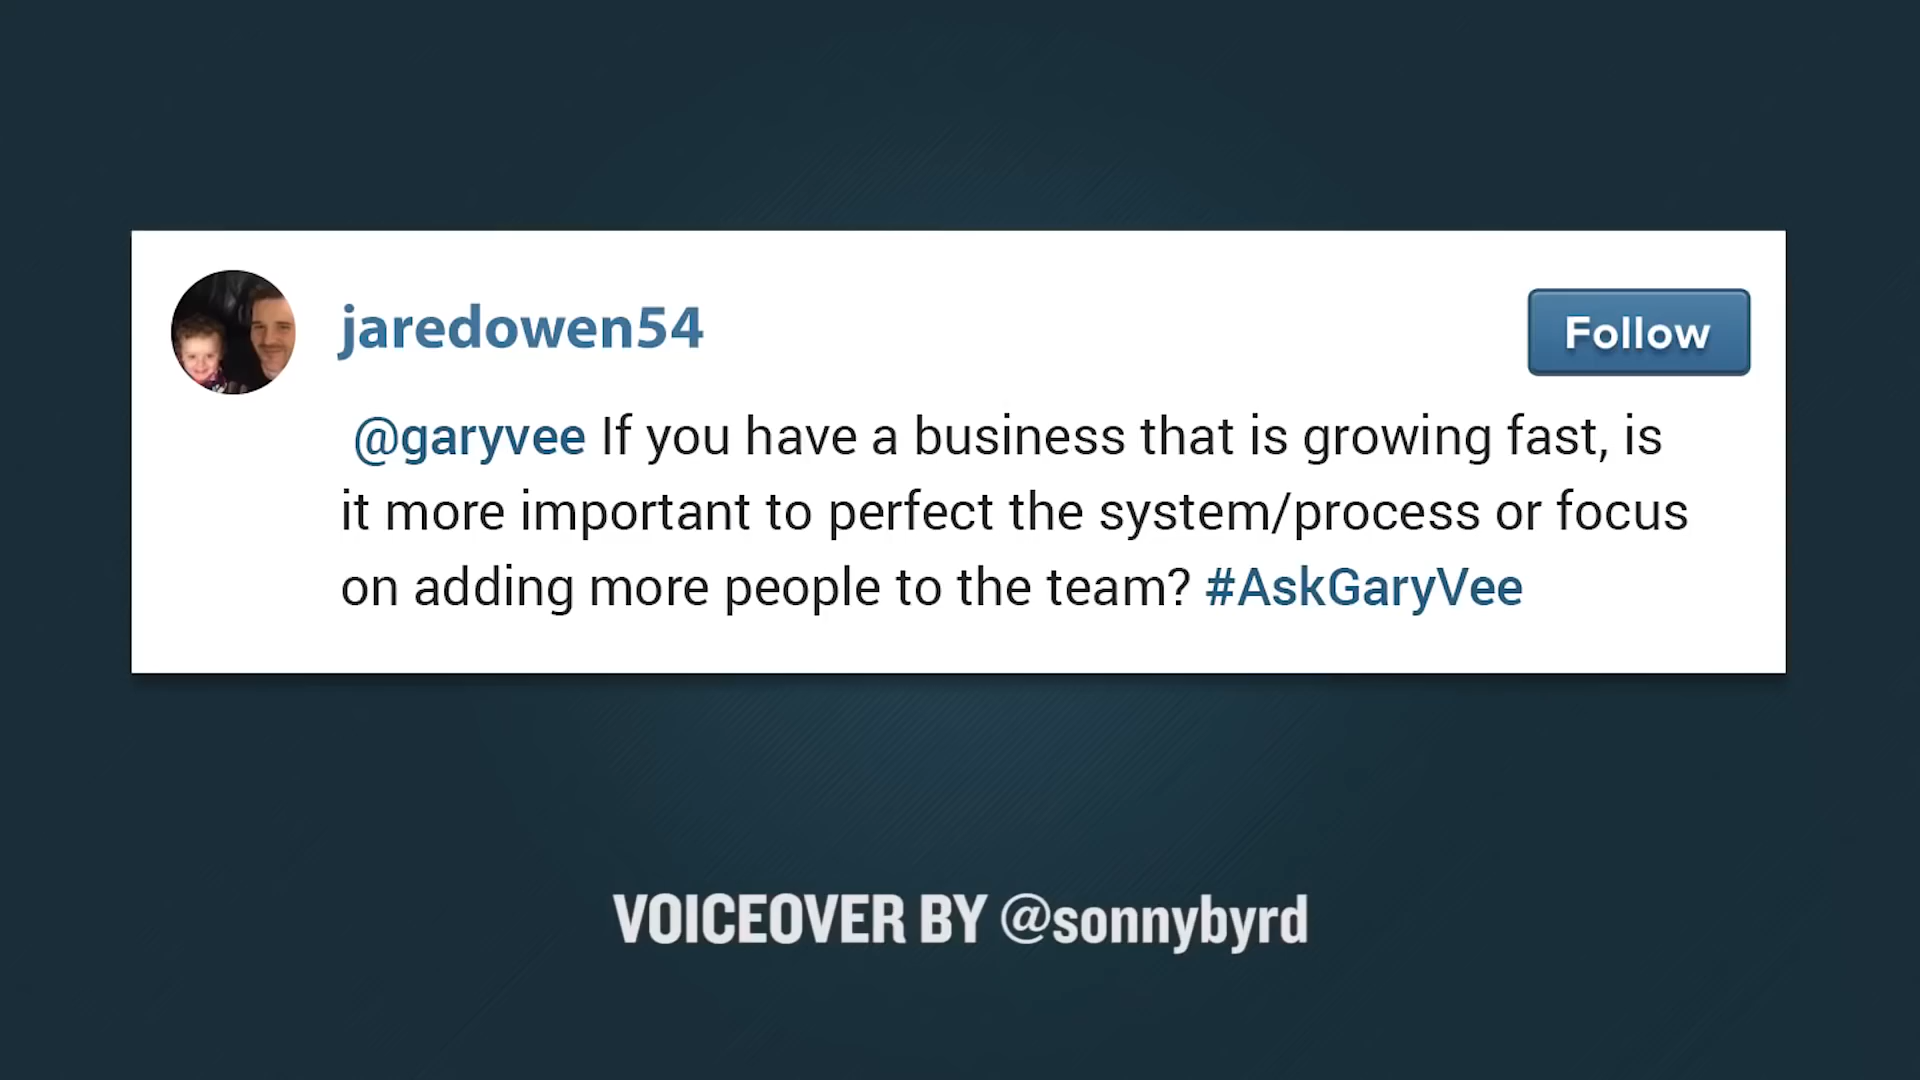 jaredowen54
Follow
@garyvee If you have a business that is growing fast, is
it more important to perfect the system/process or focus
on adding more people to the team? #AskGaryVee
VOICEOVER BY @sonnybyrd